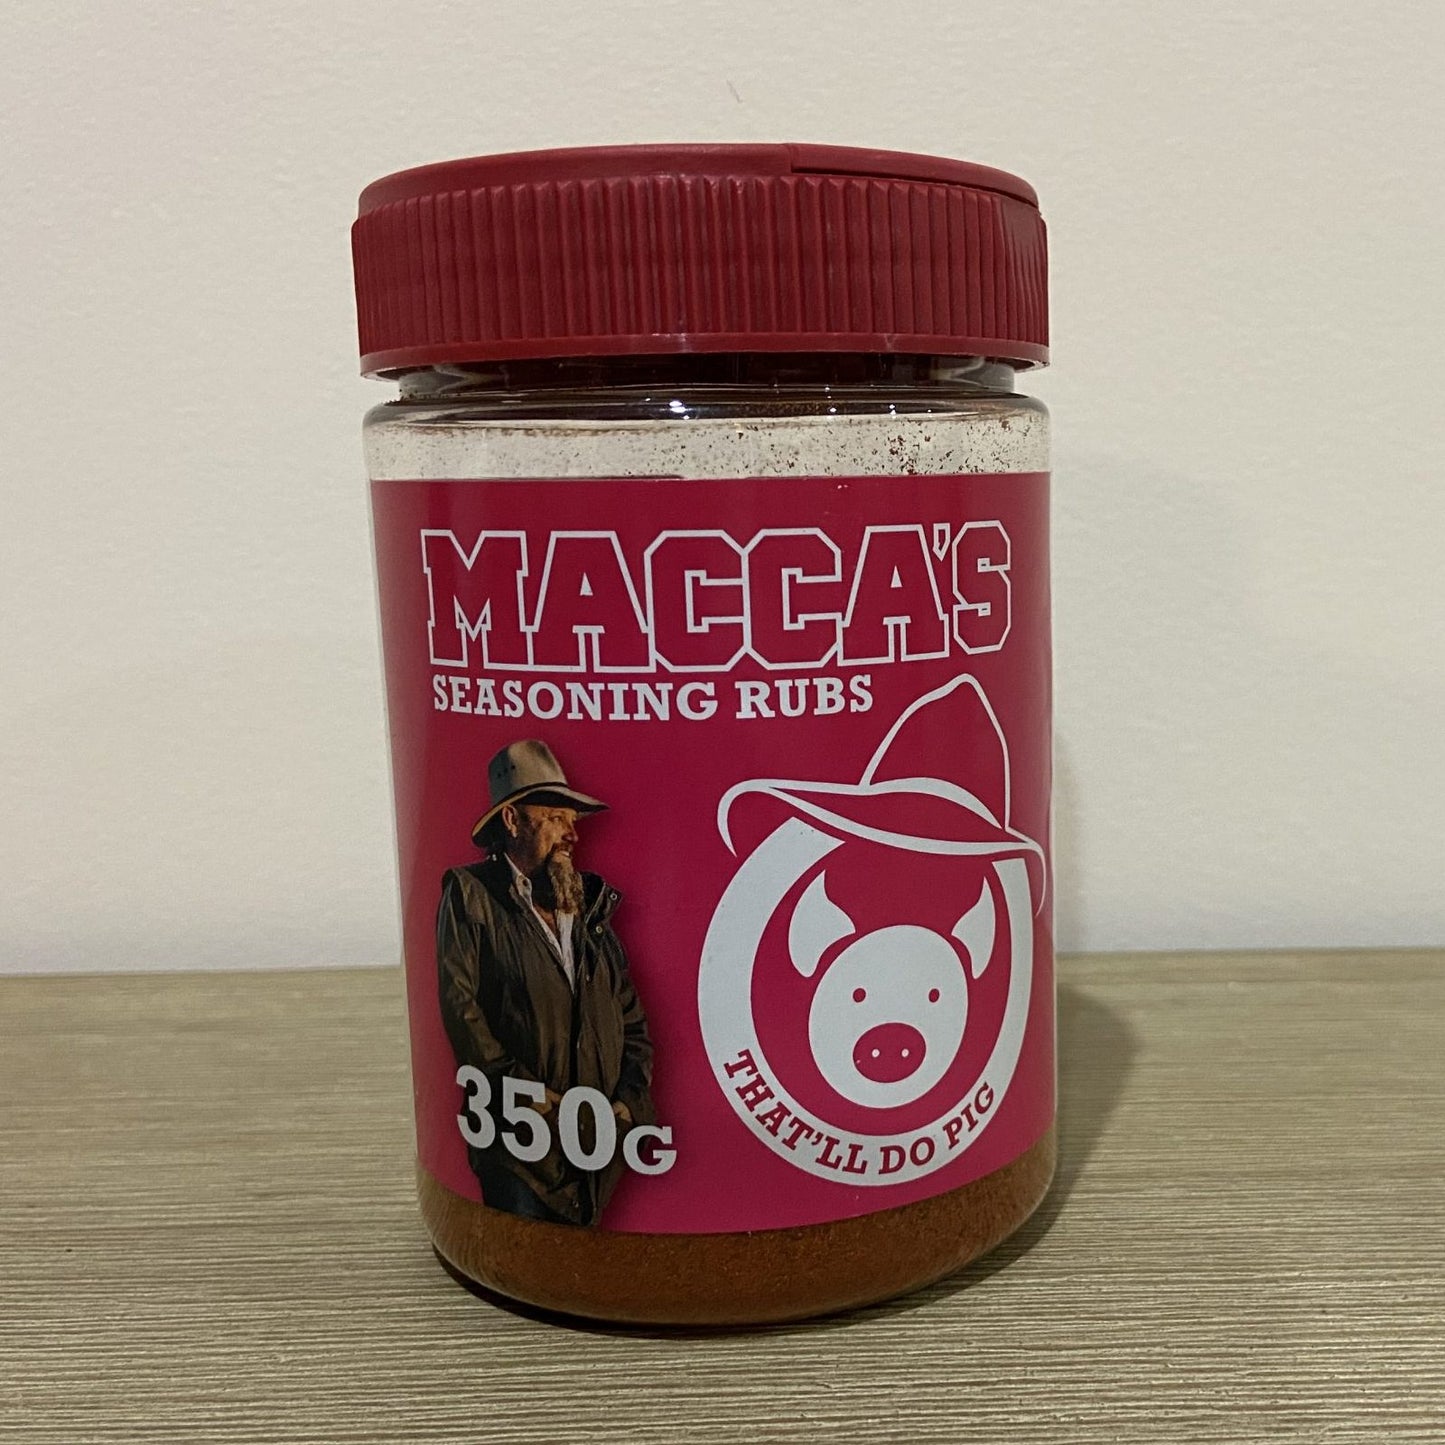 MACCA'S
SEASONING RUBS
350G
THAT'LL DO PIG